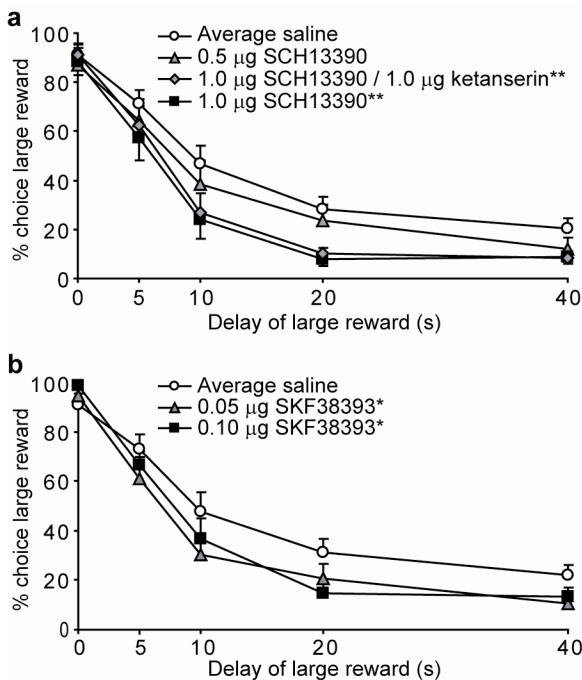 a
Average saline
0.5 μg SCH13390
1.0 μg SCH13390 / 1.0 μg ketanserin**
1.0 μg SCH13390**
100
80
60
40
20
0
% choice large reward
0 5 10 20 40
Delay of large reward (s)
b
Average saline
0.05 μg SKF38393*
0.10 μg SKF38393*
100
80
60
40
20
0
% choice large reward
0 5 10 20 40
Delay of large reward (s)